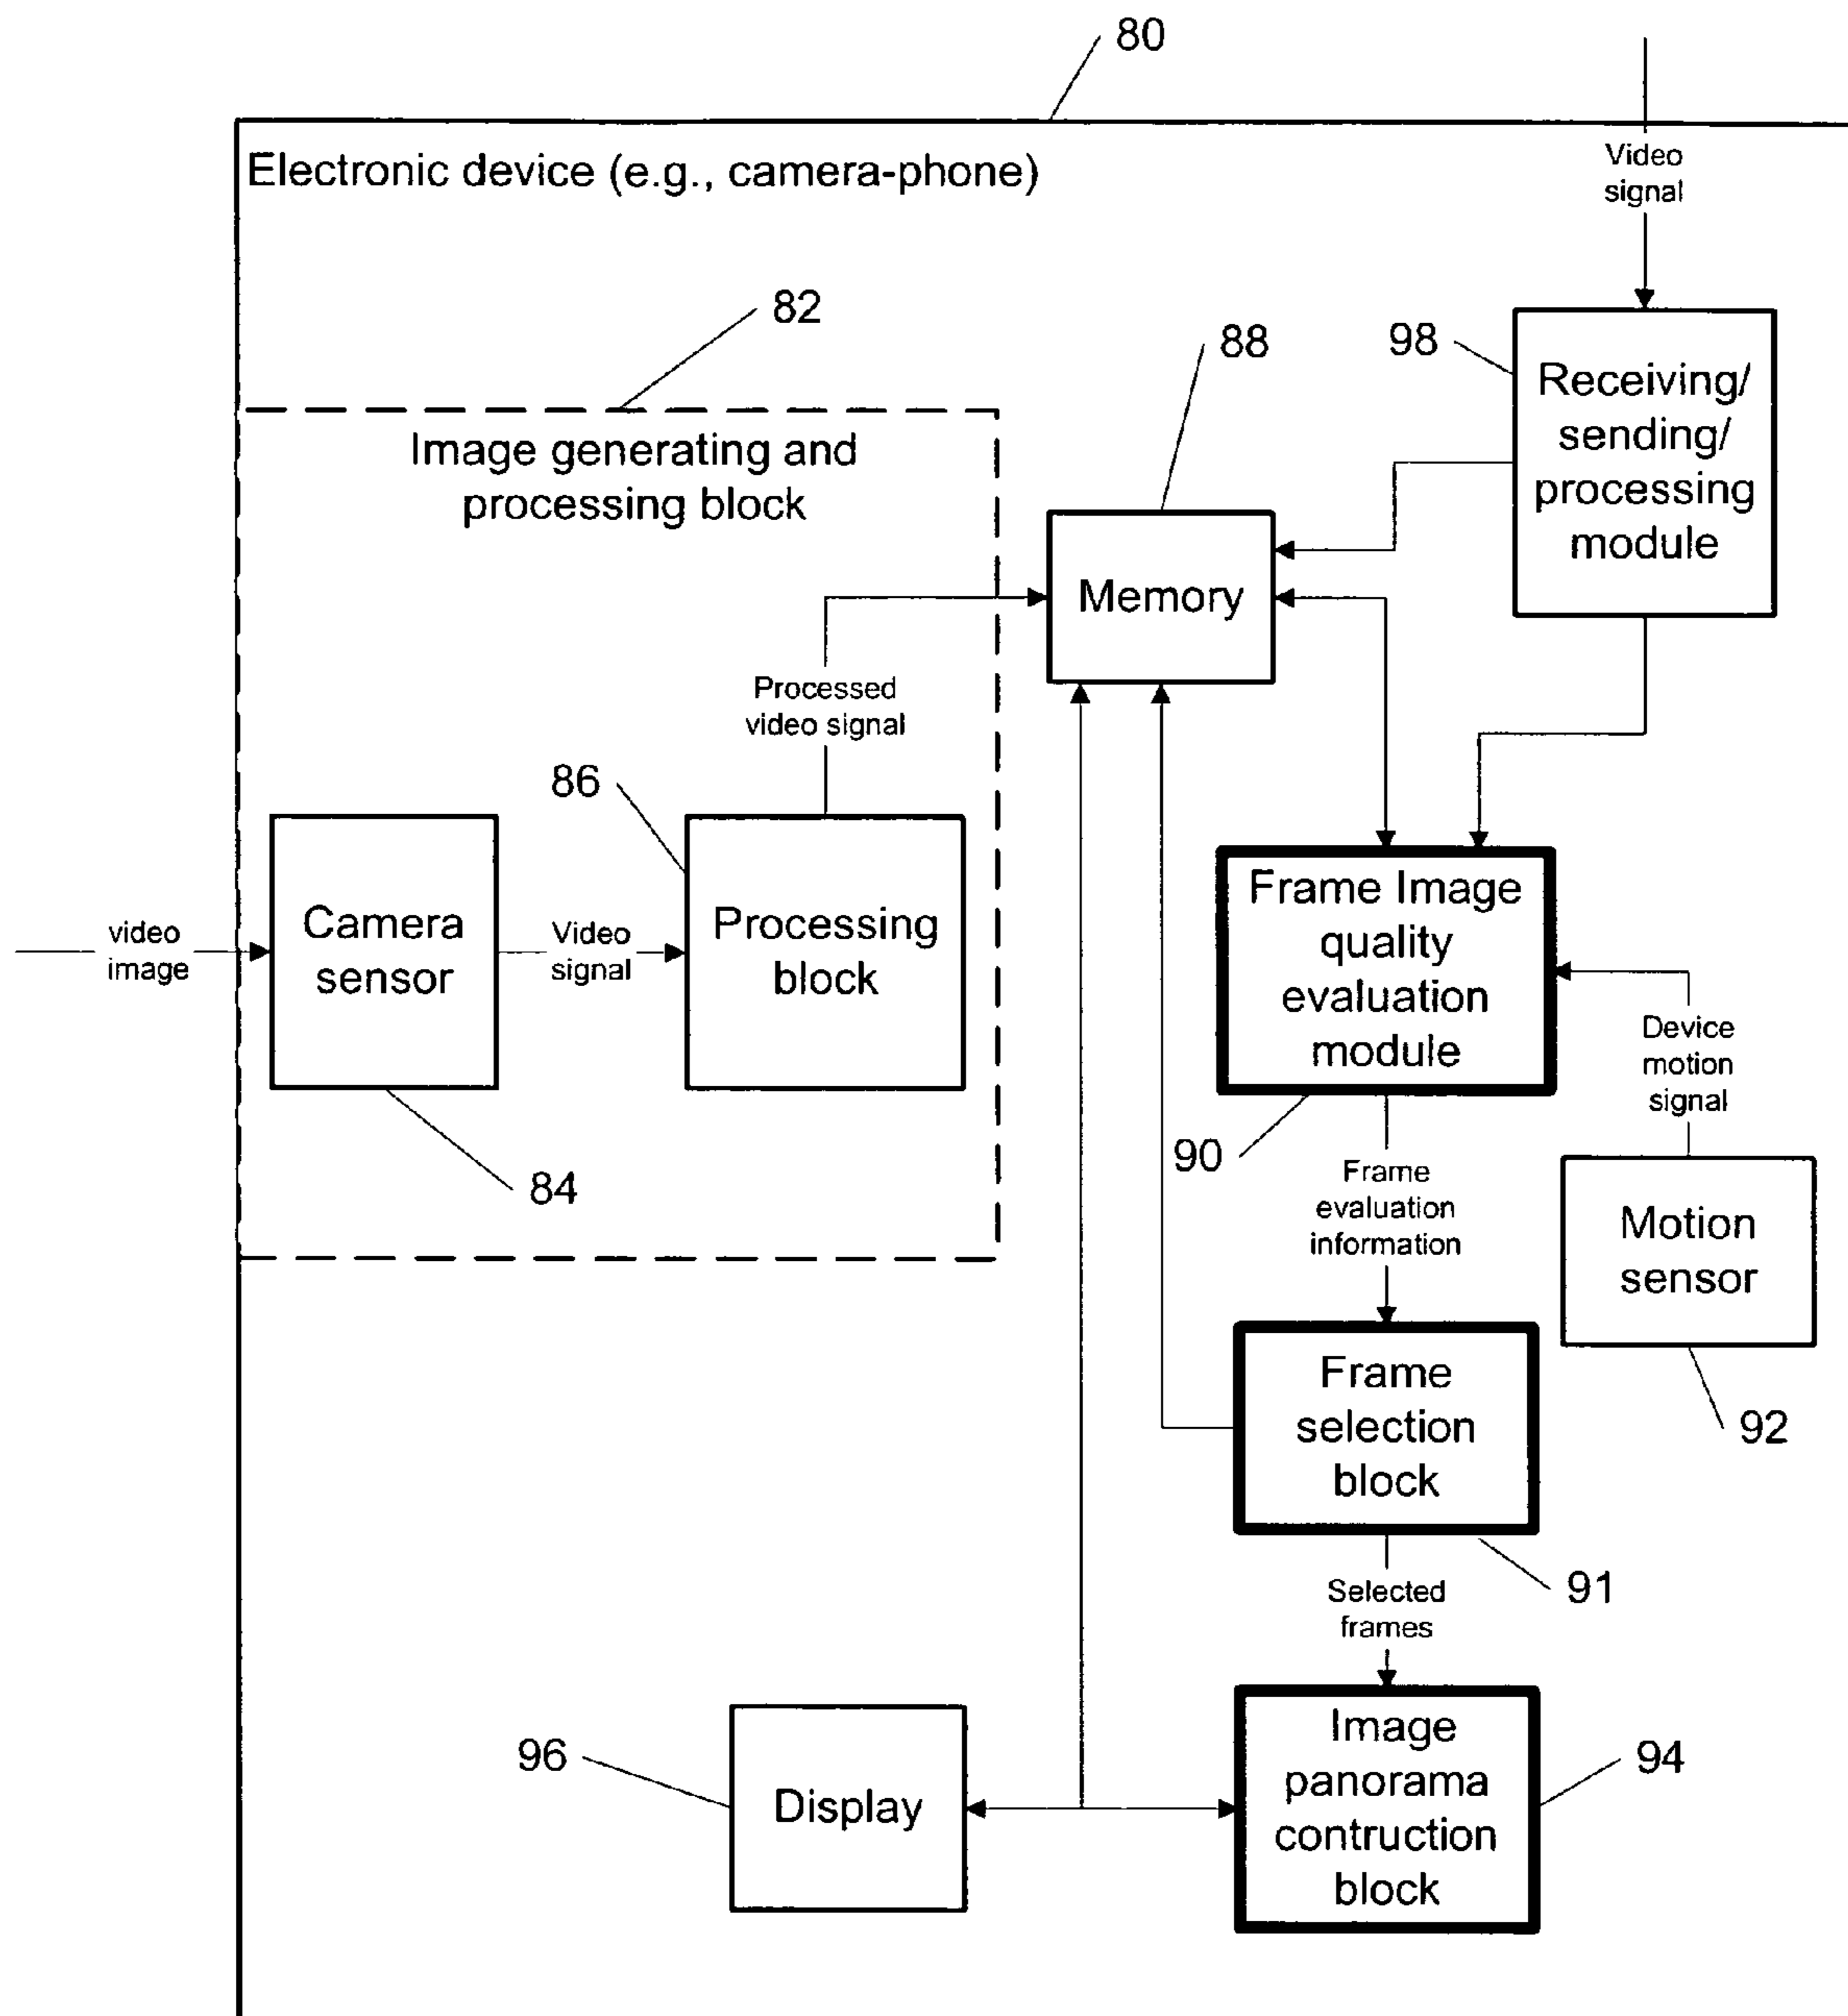 80
Electronic device (e.g., camera-phone)
Video
signal
82
88
98
Receiving/
sending/
processing
module
Image generating and
processing block
Memory
Processed
video signal
86
Frame Image
quality
evaluation
module
video
image
Camera
sensor
Video
signal
Processing
block
Device
motion
signal
84
90
Frame
evaluation
information
Motion
sensor
Frame
selection
block
92
91
Selected
frames
96
Display
Image
panorama
contruction
block
94